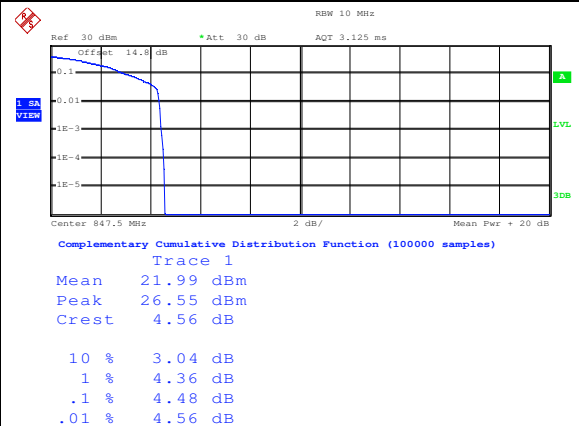 R S
RBW 10 MHz
Ref 30 dBm *Att 30 dB AQT 3.125 ms
Offset 14.8 dB
0.1
A
0.01
1 SA
VIEW
1E-3
LVL
1E-4
1E-5
3DB
Center 847.5 MHz 2 dB/ Mean Pwr + 20 dB
Complementary Cumulative Distribution Function (100000 samples)
Trace 1
Mean 21.99 dBm
Peak 26.55 dBm
Crest 4.56 dB
10 % 3.04 dB
1 % 4.36 dB
.1 % 4.48 dB
.01 % 4.56 dB